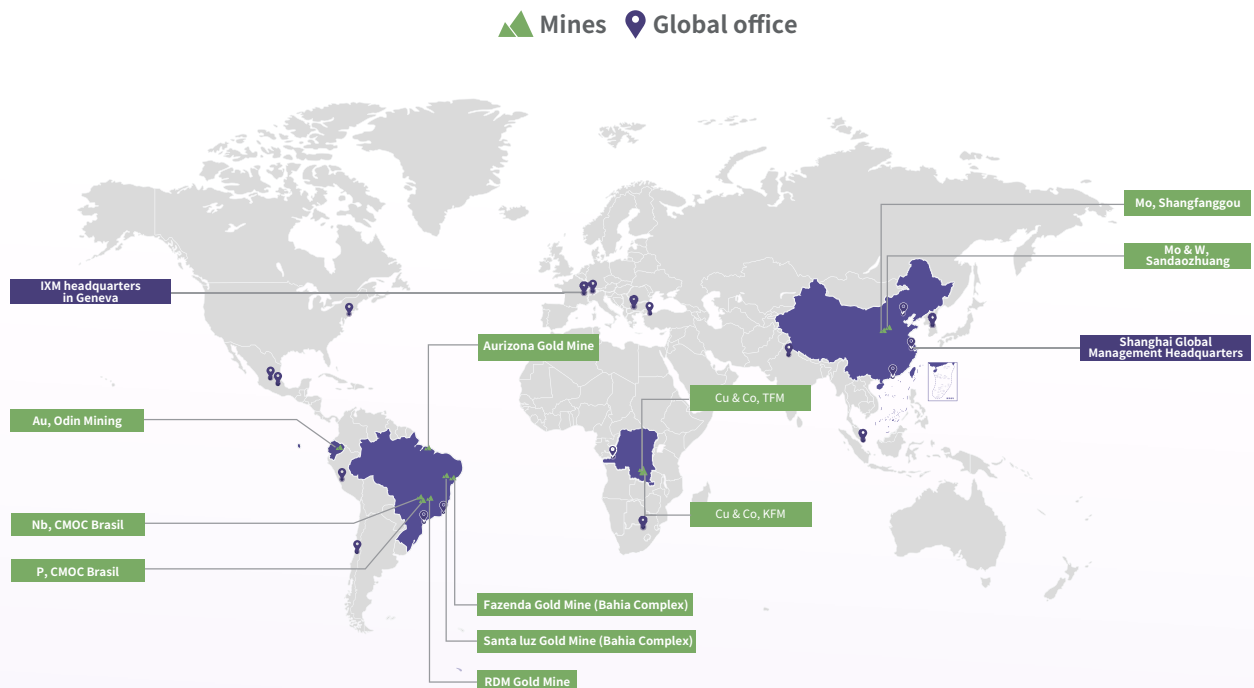 Mines
Global office
Mo, Shangfanggou
Mo & W,
Sandaozhuang
IXM headquarters
in Geneva
Aurizona Gold Mine
Shanghai Global
Management Headquarters
Cu & Co, TFM
Au, Odin Mining
Nb, CMOC Brasil
Cu & Co, KFM
P, CMOC Brasil
Fazenda Gold Mine (Bahia Complex)
Santa luz Gold Mine (Bahia Complex)
RDM Gold Mine